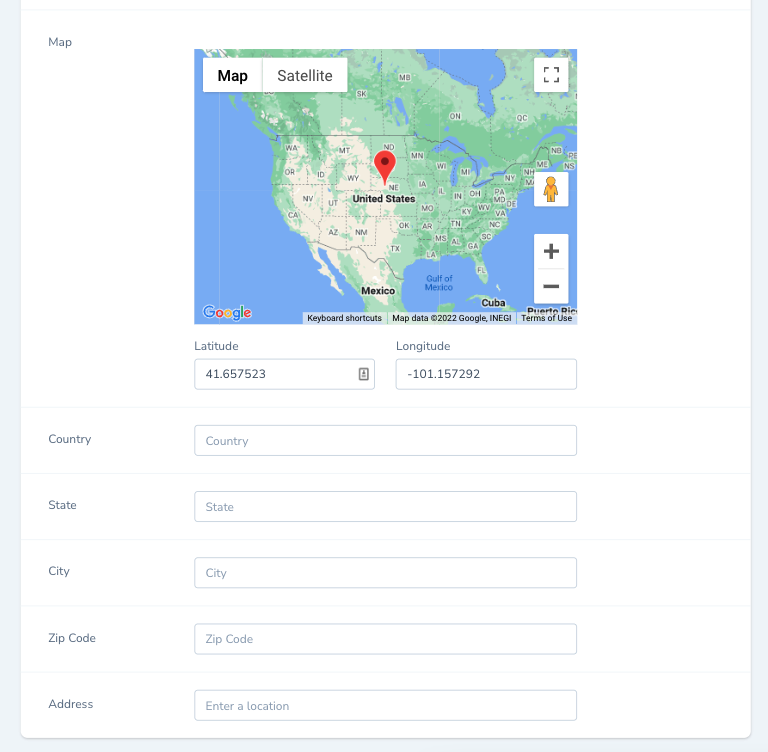 Map
Map Satellite
MB
SK
ON
QC
WA
MT
ND
MN
NB
PE
OR
ID
WY
WI
MI
ME
NS
NY
NH
NE
IA
NV
UT
IL
IN
OH
PA
MD
United States
MO
KY
WV
VA
CA
AZ
NM
OK
AR
TN
NC
MS
AL
SC
TX
LA
GA
FL
Gulf of
Mexico
Mexico
Cuba
Puerto Ric
Google
Keyboard shortcuts Map data ©2022 Google, INEGI Terms of Use
Latitude Longitude
41.657523 -101.157292
Country Country
State State
City City
Zip Code Zip Code
Address Enter a location